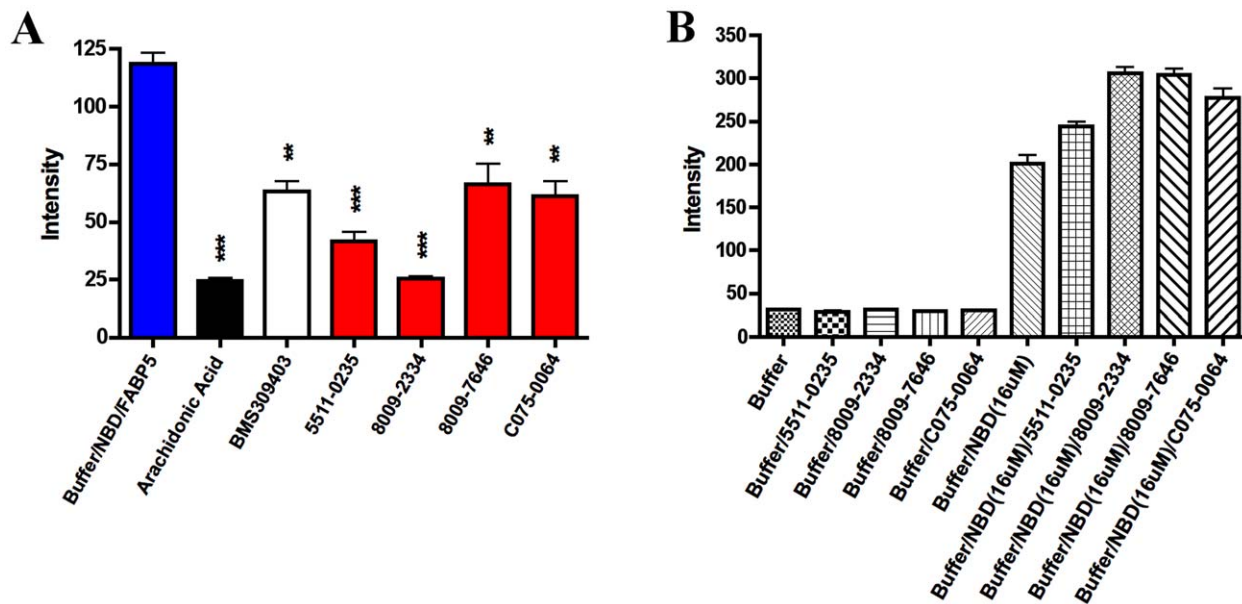 A
Intensity
125
100
75
50
25
0
***
**
***
***
**
**
Buffer/NBD/FABP5
Arachidonic Acid
BMS309403
5511-0235
8009-2334
8009-7646
C075-0064
B
Intensity
350
300
250
200
150
100
50
0
Buffer
Buffer/5511-0235
Buffer/8009-2334
Buffer/8009-7646
Buffer/C075-0064
Buffer/NBD(16uM)
Buffer/NBD(16uM)/5511-0235
Buffer/NBD(16uM)/8009-2334
Buffer/NBD(16uM)/8009-7646
Buffer/NBD(16uM)/C075-0064